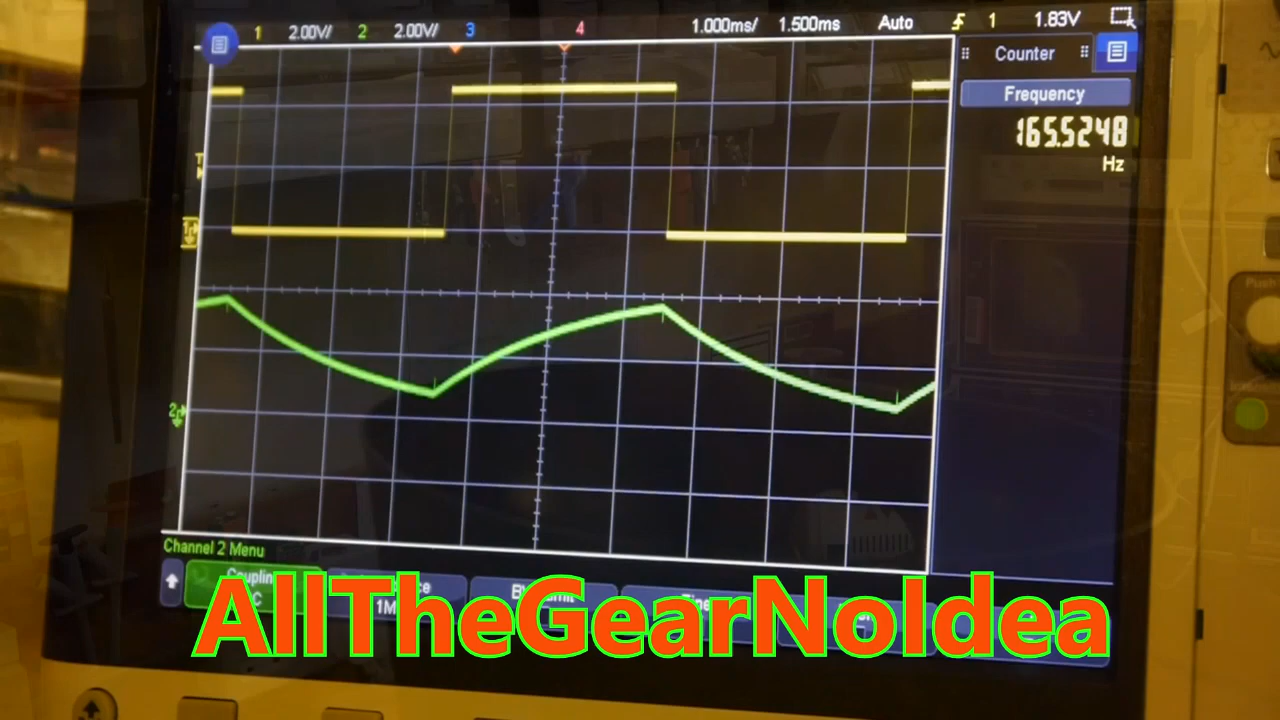 1 2.00V/ 2 2.00V/ 3 4 1.000ms/ 1.500ms Auto 1 1.83V
Counter
Frequency
165.5248
Hz
Channel 2 Menu
AllTheGearNoIdea